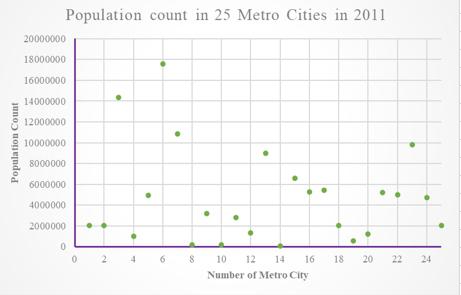 Population count in 25 Metro Cities in 2011
20000000
18000000
16000000
14000000
12000000
10000000
8000000
6000000
4000000
2000000
0
Population Count
0 2 4 6 8 10 12 14 16 18 20 22 24
Number of Metro City